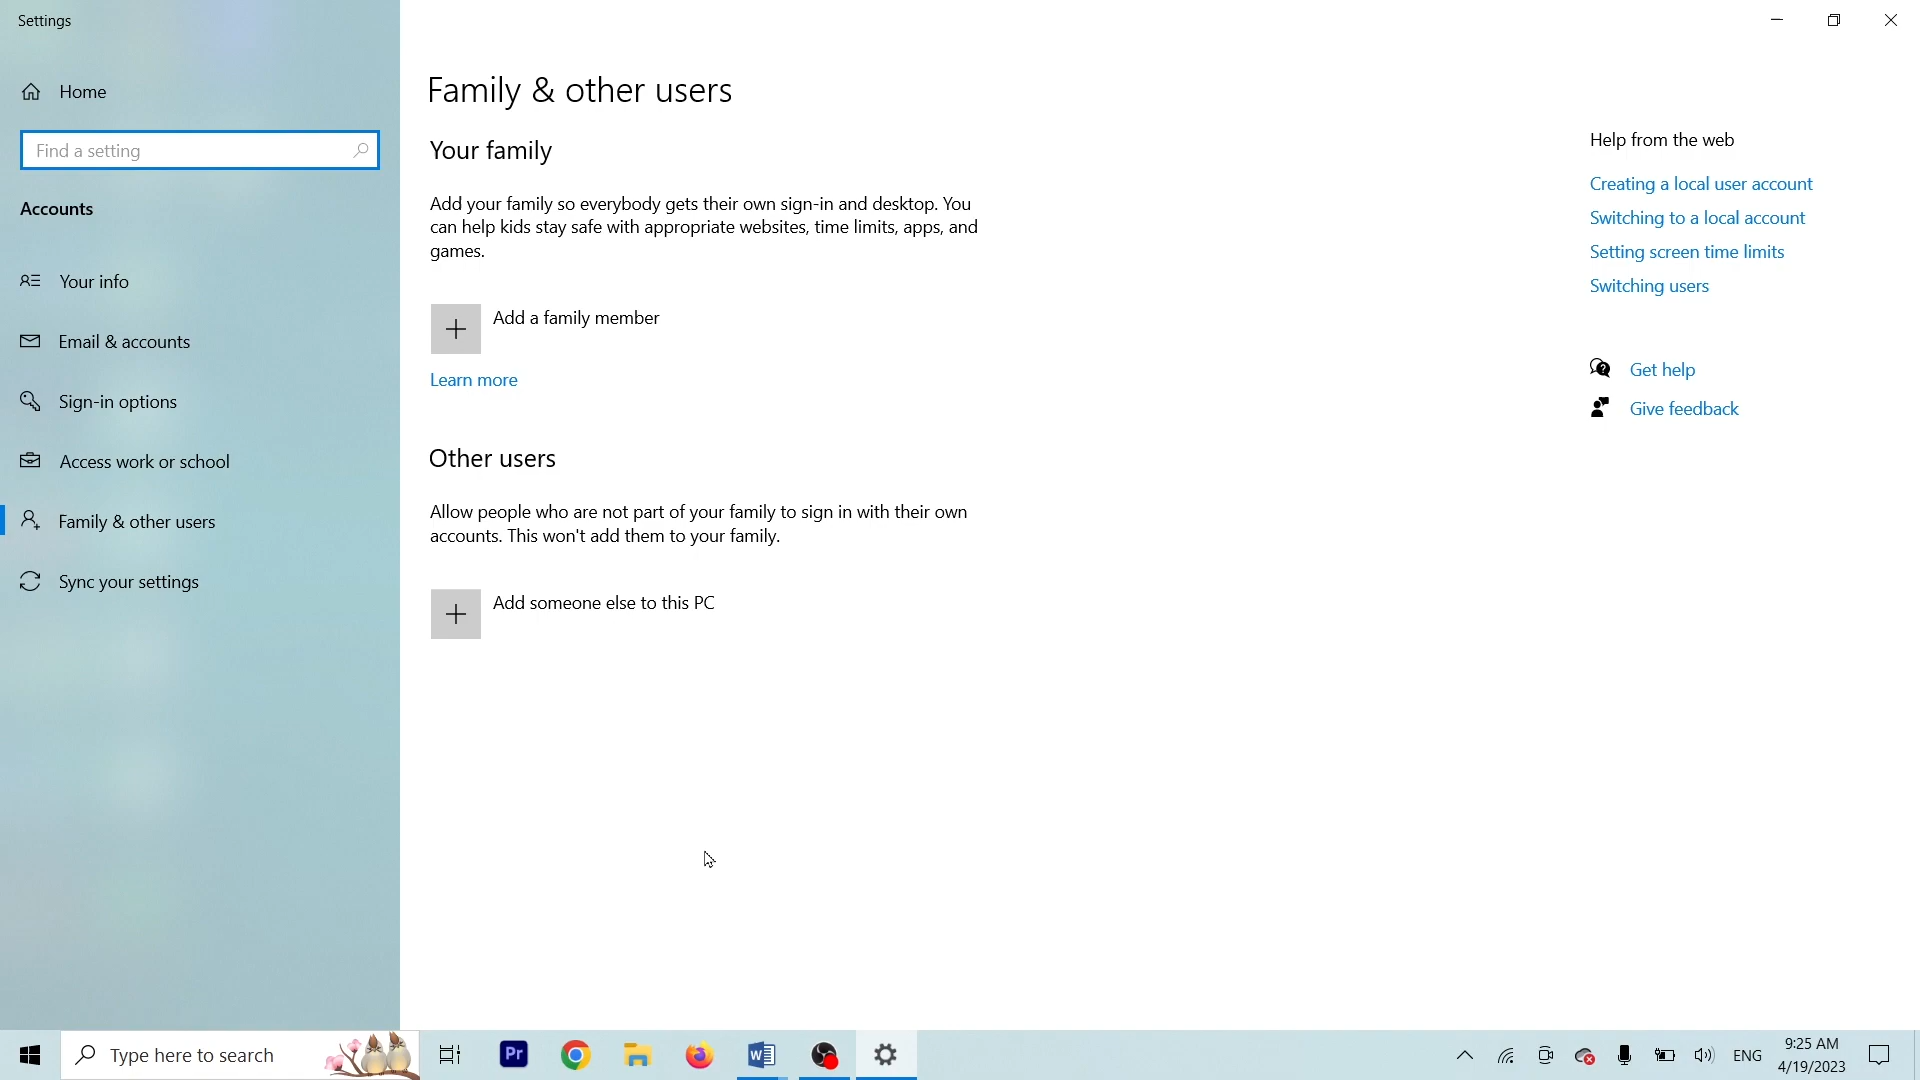 Settings
Home
Find a setting
Accounts
Your info
Email & accounts
Sign-in options
Access work or school
Family & other users
Sync your settings
Family & other users
Your family
Add your family so everybody gets their own sign-in and desktop. You
can help kids stay safe with appropriate websites, time limits, apps, and
games.
Add a family member
Learn more
Other users
Allow people who are not part of your family to sign in with their own
accounts. This won't add them to your family.
Add someone else to this PC
Help from the web
Creating a local user account
Switching to a local account
Setting screen time limits
Switching users
Get help
Give feedback
Type here to search
Pr
W
ENG
9:25 AM
4/19/2023